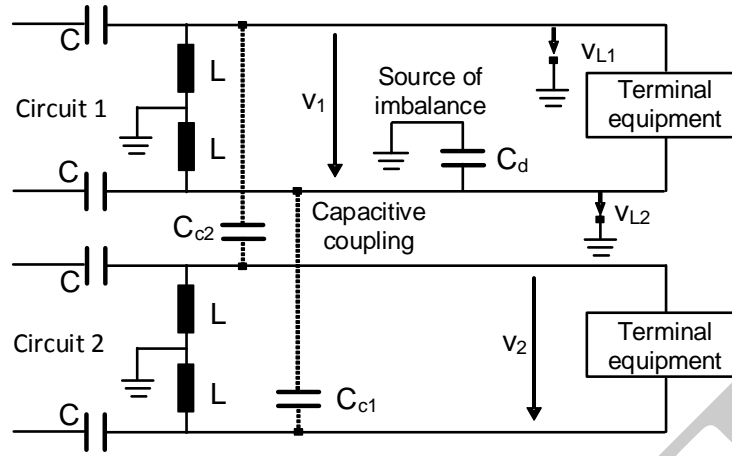 C
L
Circuit 1
L
C
v1
Source of
imbalance
Cd
vL1
Terminal
equipment
vL2
Cc2
Capacitive
coupling
C
L
Circuit 2
L
C
Cc1
v2
Terminal
equipment